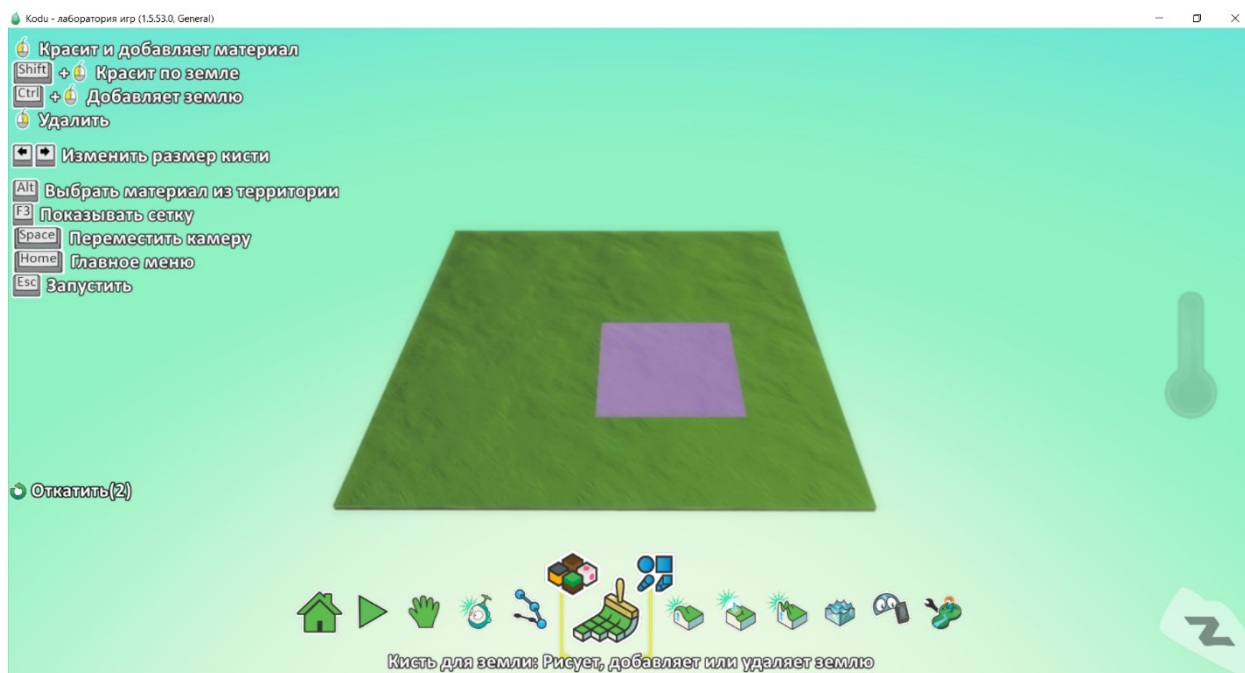 Kodu - лаборатория игр (1.5.53.0, General)
Красит и добавляет материал
Shift + Красит по земле
Ctrl + Добавляет землю
Удалить
Изменить размер кисти
Alt Выбрать материал из территории
F3 Показывать сетку
Space Переместить камеру
Home Главное меню
Esc Запустить
Откатить(2)
Кисть для земли: Рисует, добавляет или удаляет землю